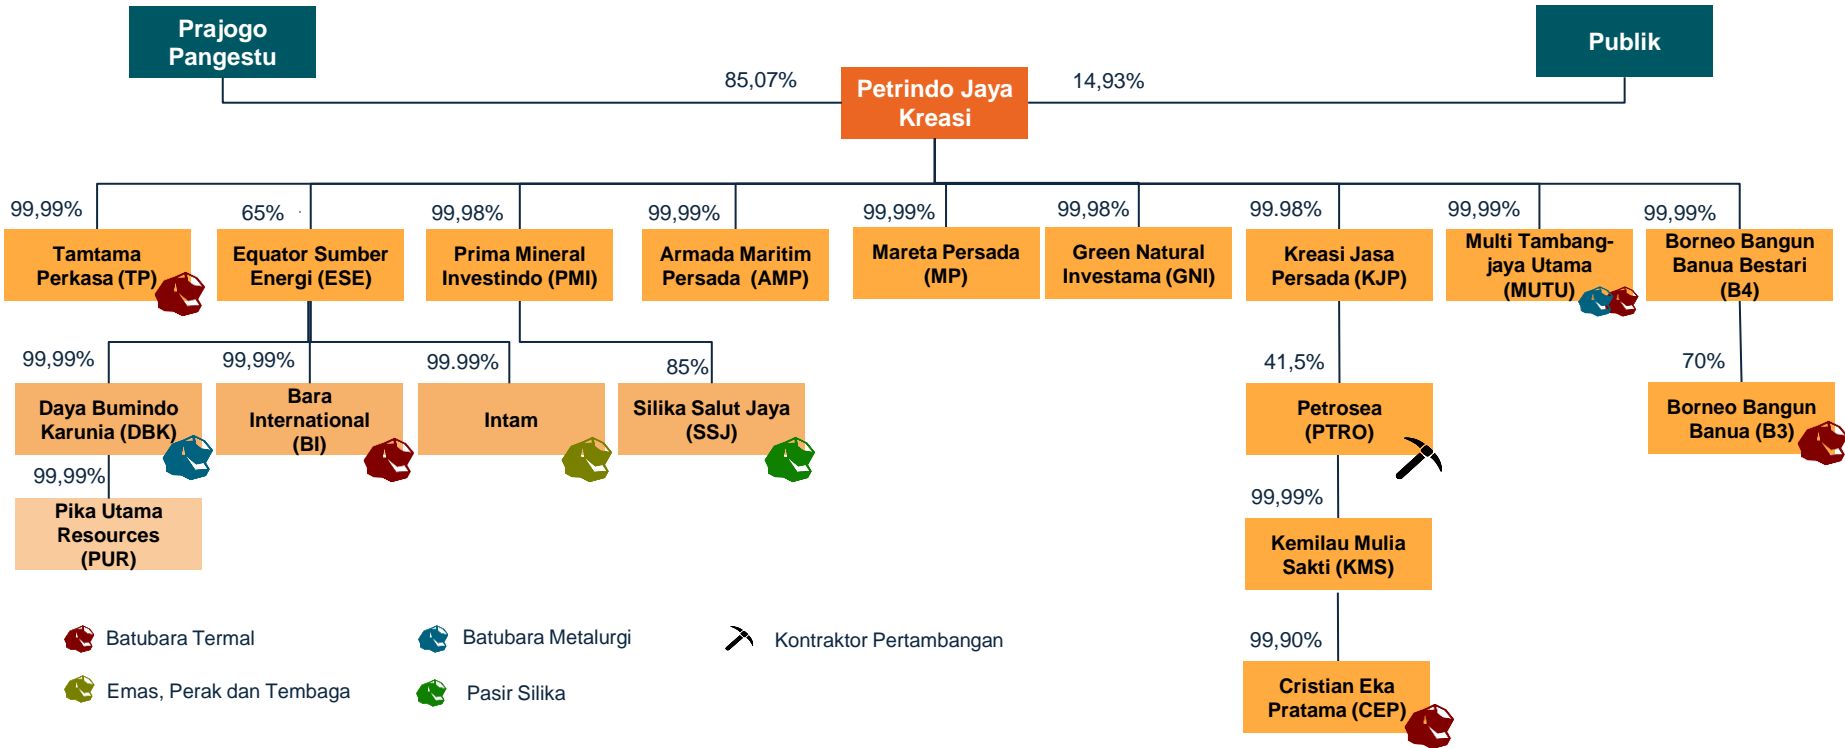 Prajogo
Pangestu
Publik
85,07%
14,93%
Petrindo Jaya
Kreasi
99,99%
65%
99,98%
99,99%
99,99%
99,98%
99.98%
99,99%
99,99%
Tamtama
Perkasa (TP)
Equator Sumber
Energi (ESE)
Prima Mineral
Investindo (PMI)
Armada Maritim
Persada (AMP)
Mareta Persada
(MP)
Green Natural
Investama (GNI)
Kreasi Jasa
Persada (KJP)
Multi Tambang-
jaya Utama
(MUTU)
Borneo Bangun
Banua Bestari
(B4)
99,99%
99,99%
99.99%
85%
41,5%
70%
Daya Bumindo
Karunia (DBK)
Bara
International
(BI)
Intam
Silika Salut Jaya
(SSJ)
Petrosea
(PTRO)
Borneo Bangun
Banua (B3)
99,99%
99,99%
Pika Utama
Resources
(PUR)
Kemilau Mulia
Sakti (KMS)
99,90%
Cristian Eka
Pratama (CEP)
Batubara Termal
Batubara Metalurgi
Kontraktor Pertambangan
Emas, Perak dan Tembaga
Pasir Silika